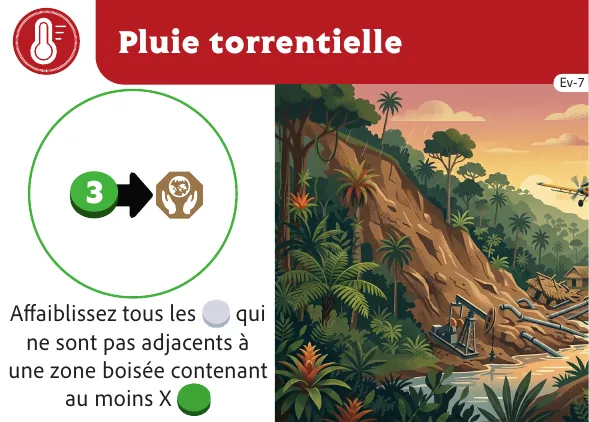 Pluie torrentielle
Ev-7
3
Affaiblissez tous les qui
ne sont pas adjacents à
une zone boisée contenant
au moins X